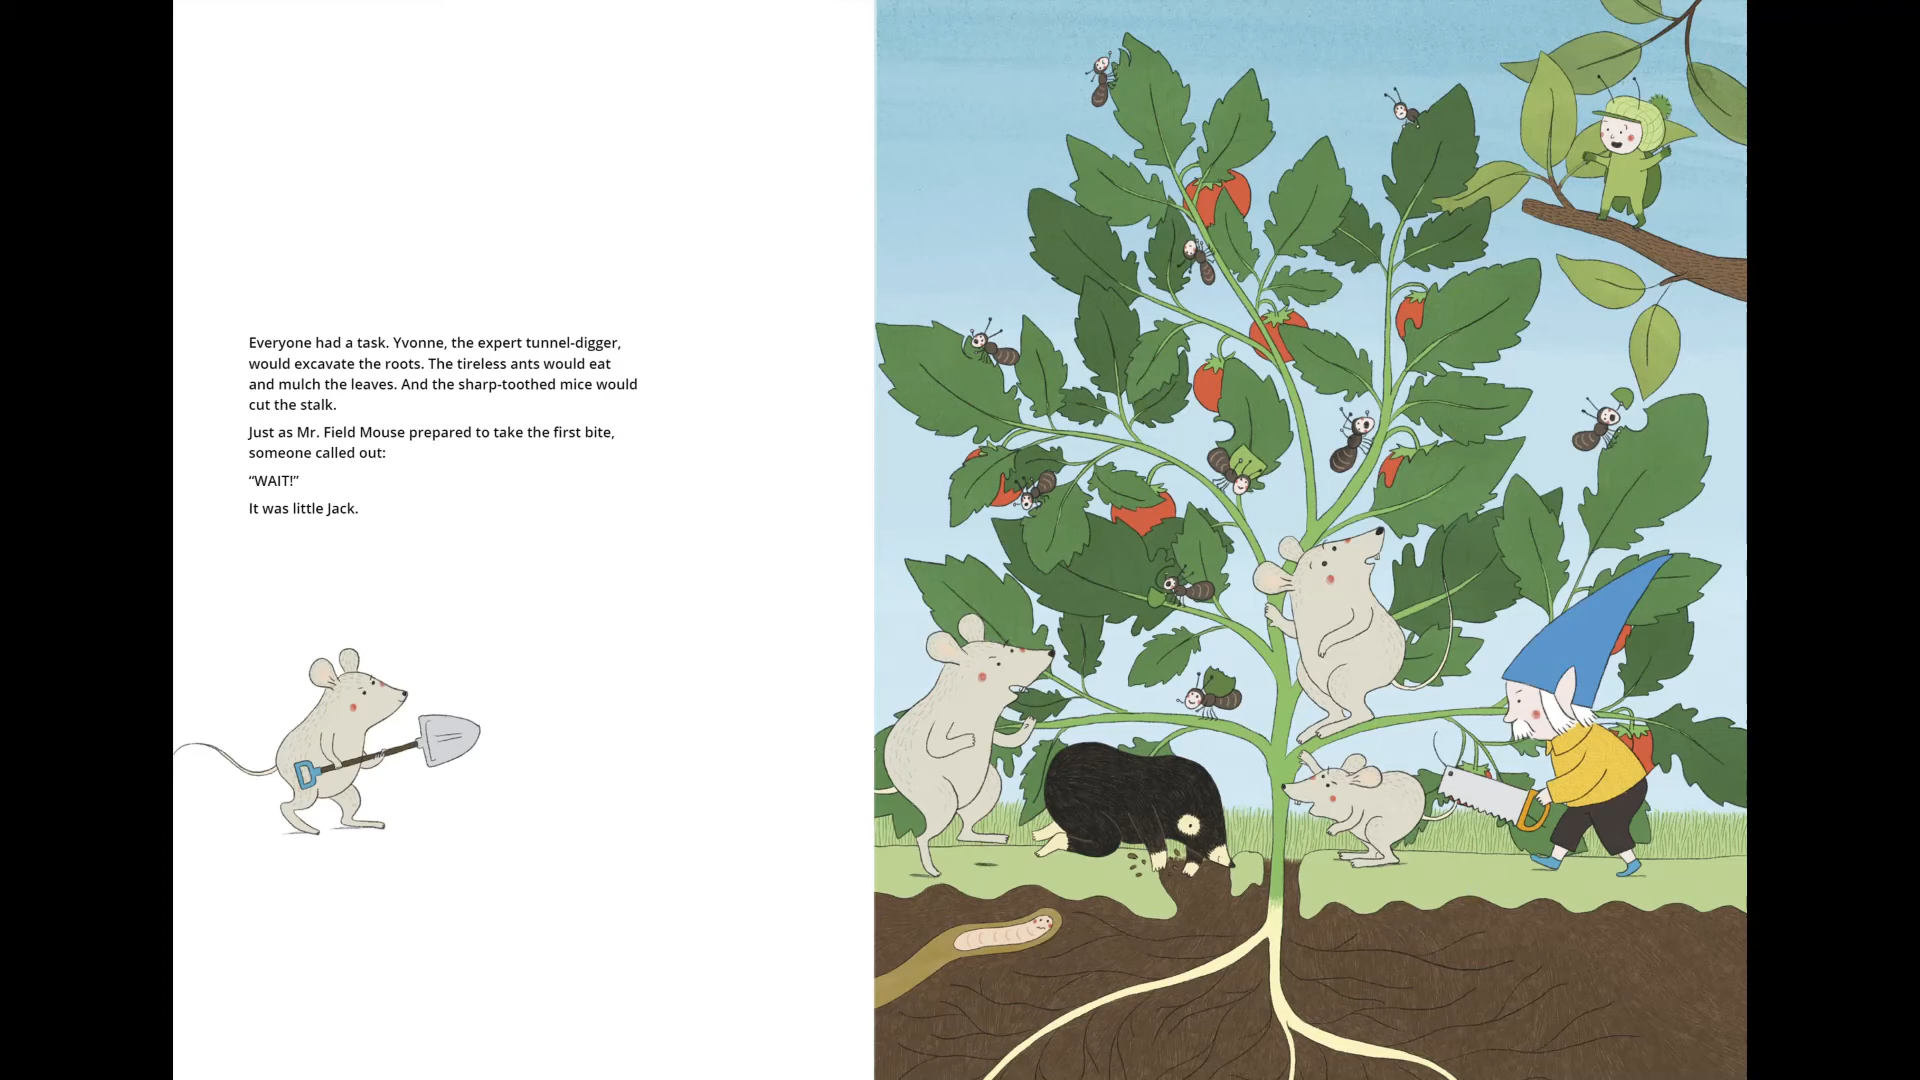 Everyone had a task. Yvonne, the expert tunnel-digger,
would excavate the roots. The tireless ants would eat
and mulch the leaves. And the sharp-toothed mice would
cut the stalk.
Just as Mr. Field Mouse prepared to take the first bite,
someone called out:
“WAIT!”
It was little Jack.